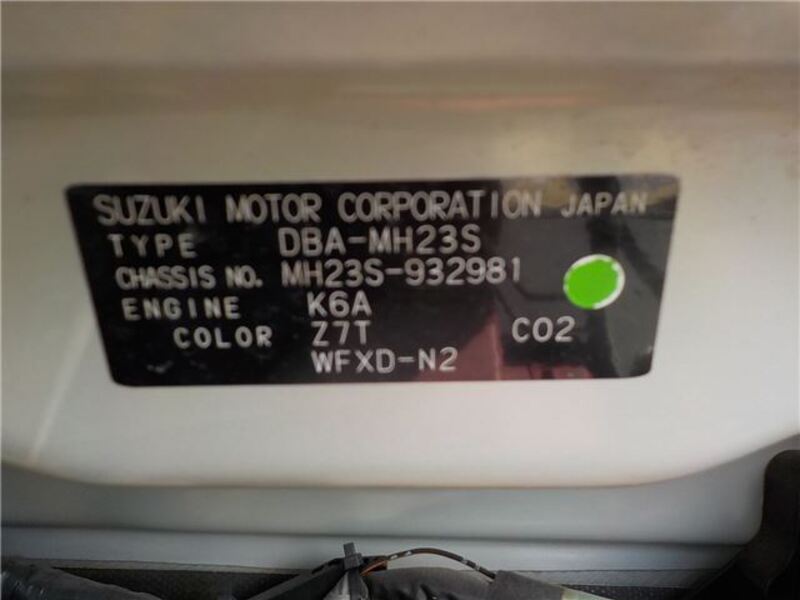 SUZUKI MOTOR CORPORATION JAPAN
TYPE DBA-MH23S
CHASSIS NO. MH23S-932981
ENGINE K6A
COLOR Z7T C02
WFXD-N2